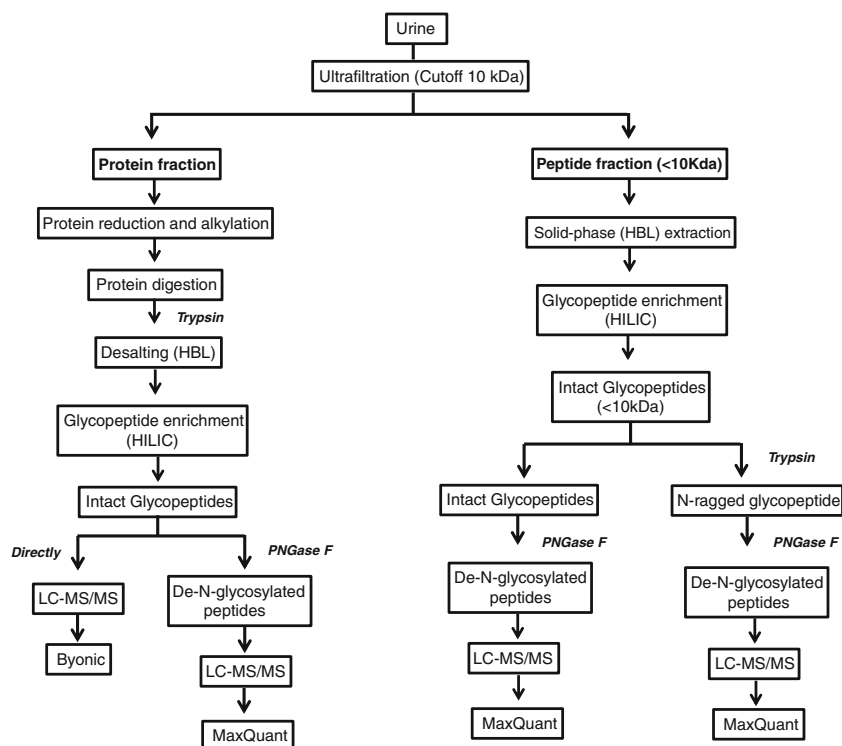 Urine
Ultrafiltration (Cutoff 10 kDa)
Protein fraction
Protein reduction and alkylation
Protein digestion
Trypsin
Desalting (HBL)
Glycopeptide enrichment
(HILIC)
Intact Glycopeptides
Directly
PNGase F
LC-MS/MS
Byonic
De-N-glycosylated
peptides
LC-MS/MS
MaxQuant
Peptide fraction (<10Kda)
Solid-phase (HBL) extraction
Glycopeptide enrichment
(HILIC)
Intact Glycopeptides
(<10kDa)
Trypsin
Intact Glycopeptides
PNGase F
De-N-glycosylated
peptides
LC-MS/MS
MaxQuant
N-ragged glycopeptide
PNGase F
De-N-glycosylated
peptides
LC-MS/MS
MaxQuant